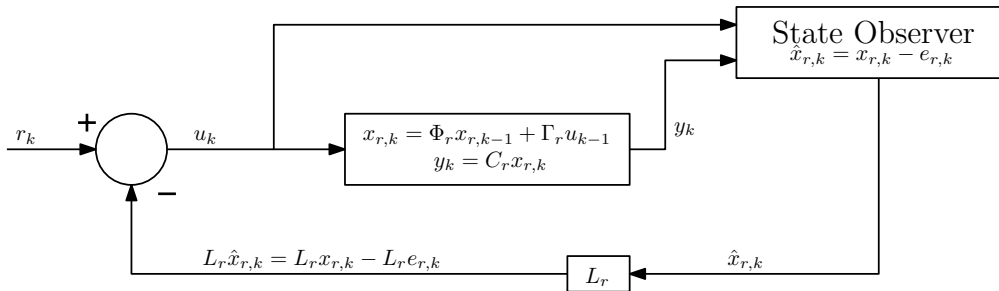 State Observer
x̂_{r,k} = x_{r,k} − e_{r,k}
+
r_k
u_k
x_{r,k} = Φ_r x_{r,k−1} + Γ_r u_{k−1}
y_k = C_r x_{r,k}
y_k
−
L_r x̂_{r,k} = L_r x_{r,k} − L_r e_{r,k}
L_r
x̂_{r,k}